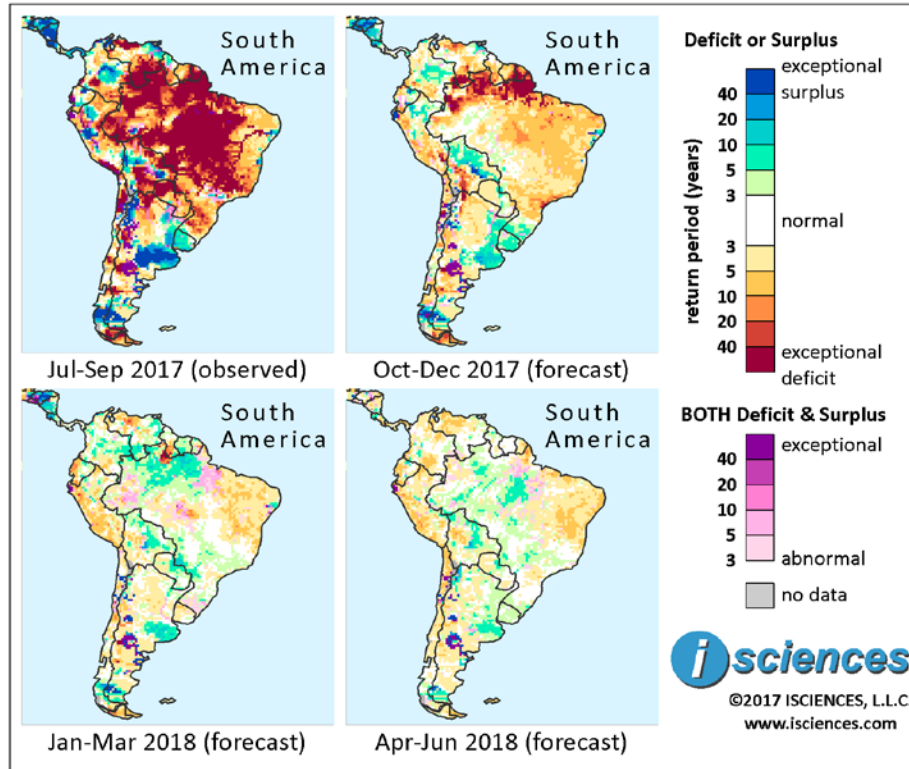 South
America
Jul-Sep 2017 (observed)
South
America
Oct-Dec 2017 (forecast)
South
America
Jan-Mar 2018 (forecast)
South
America
Apr-Jun 2018 (forecast)
Deficit or Surplus
exceptional
surplus
40
20
10
5
3
normal
3
5
10
20
40
exceptional
deficit
return period (years)
BOTH Deficit & Surplus
exceptional
40
20
10
5
3
abnormal
no data
i sciences
©2017 ISCIENCES, L.L.C.
www.isciences.com